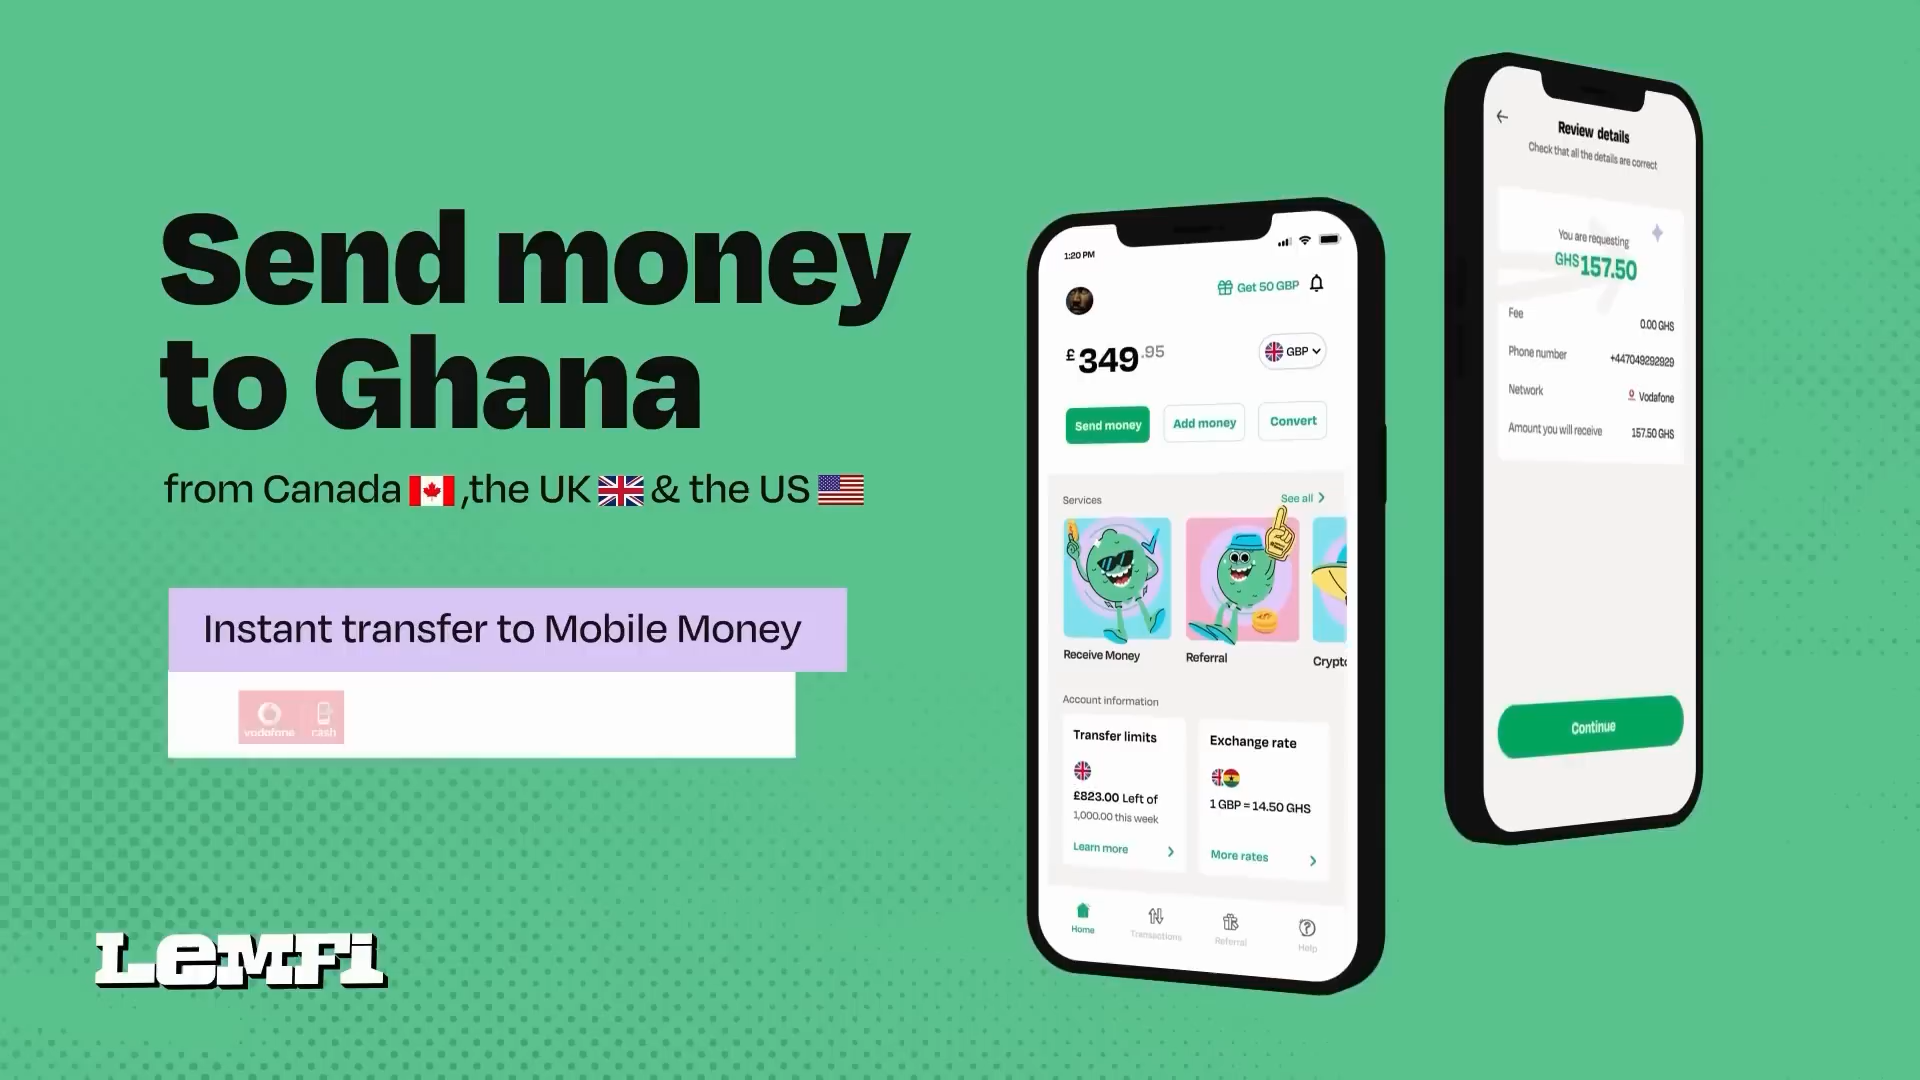 Send money
to Ghana
from Canada ,the UK & the US
Instant transfer to Mobile Money
vodofone cash
LemFi
1:20 PM
Get 50 GBP
£349.95
GBP
Send money
Add money
Convert
Services
See all
Receive Money
Referral
Crypto
Account information
Transfer limits
£823.00 Left of
1,000.00 this week
Learn more
Exchange rate
1 GBP = 14.50 GHS
More rates
Home
Transactions
Referral
Help
Review details
Check that all the details are correct
You are requesting
GHS157.50
Fee
0.00 GHS
Phone number
+447049292929
Network
Vodafone
Amount you will receive
157.50 GHS
Continue